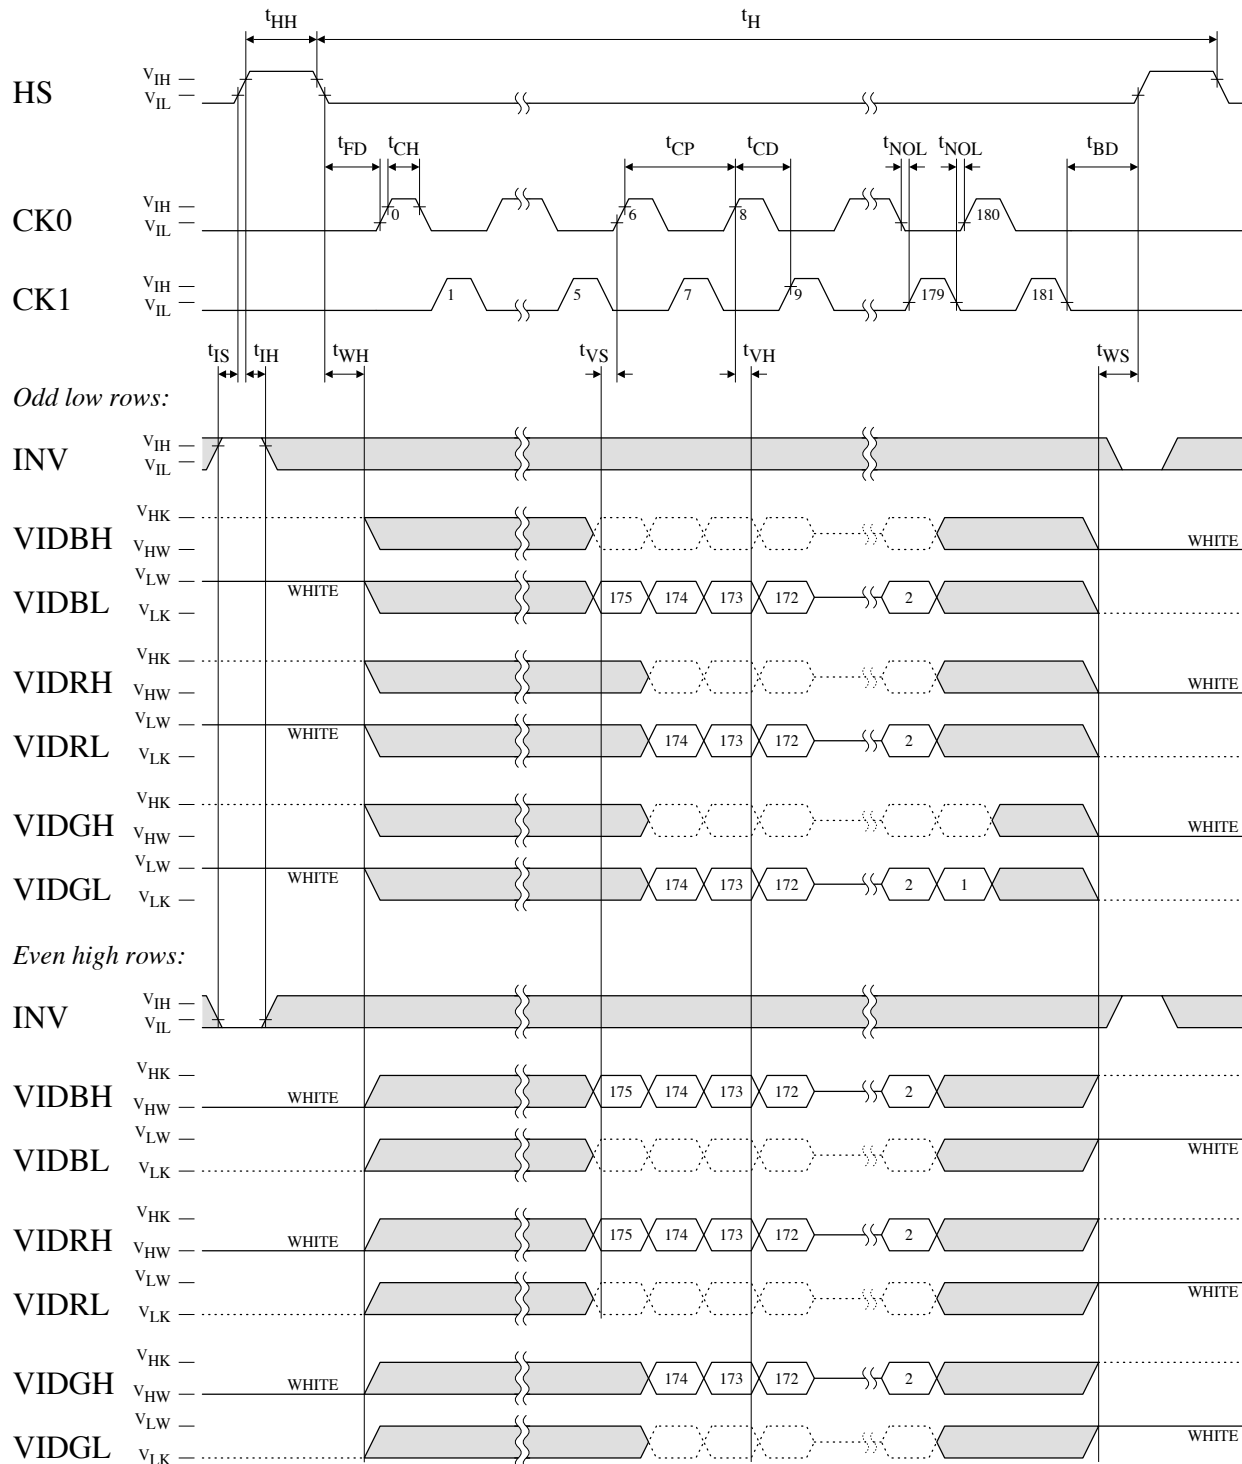 tHH tH
HS VIH VIL
tFD tCH tCP tCD tNOL tNOL tBD
CK0 VIH VIL 0 6 8 180
CK1 VIH VIL 1 5 7 9 179 181
tIS tIH tWH tVS tVH tWS
Odd low rows:
INV VIH VIL
VIDBH VHK VHW WHITE
VIDBL VLW VLK WHITE 175 174 173 172 2
VIDRH VHK VHW WHITE
VIDRL VLW VLK WHITE 174 173 172 2
VIDGH VHK VHW WHITE
VIDGL VLW VLK WHITE 174 173 172 2 1
Even high rows:
INV VIH VIL
VIDBH VHK VHW WHITE 175 174 173 172 2
VIDBL VLW VLK WHITE
VIDRH VHK VHW WHITE 175 174 173 172 2
VIDRL VLW VLK WHITE
VIDGH VHK VHW WHITE 174 173 172 2
VIDGL VLW VLK WHITE